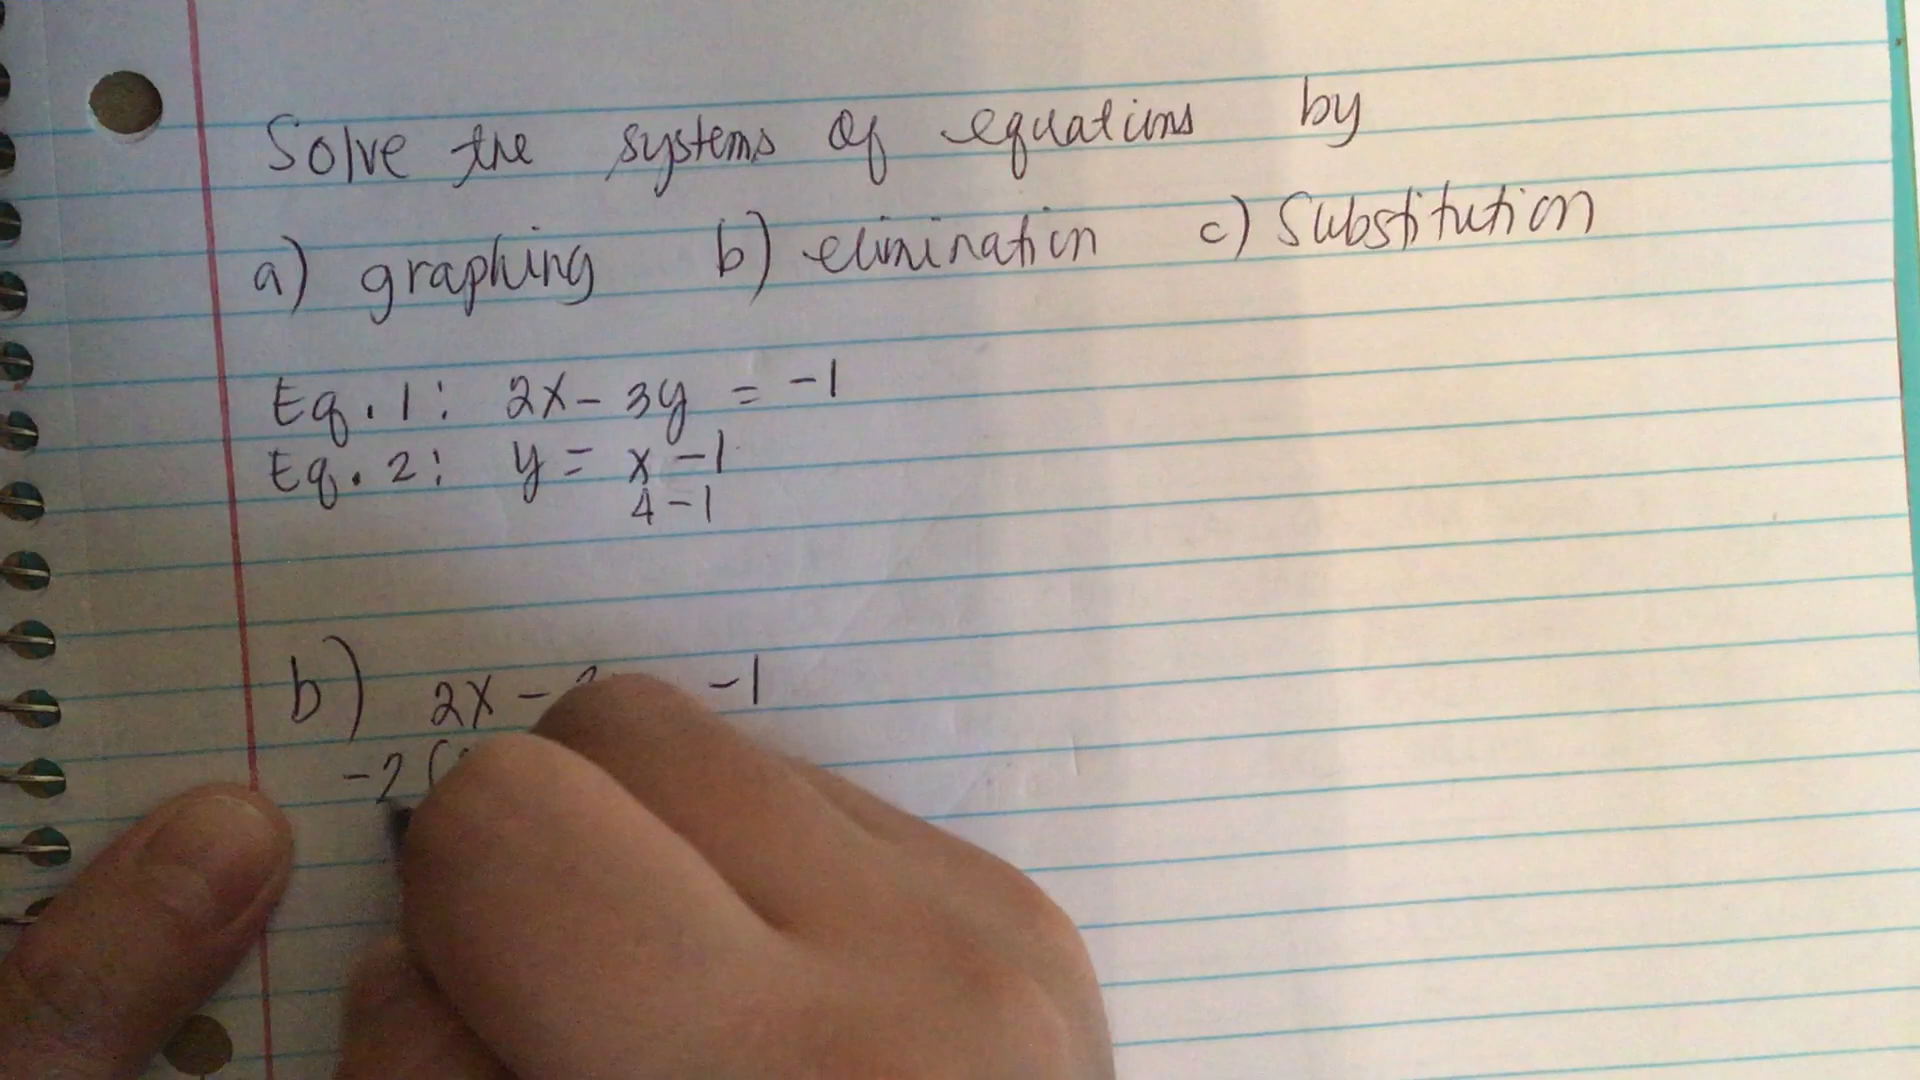 Solve the systems of equations by
a) graphing b) elimination c) Substitution
Eq. 1: 2x - 3y = -1
Eq. 2: y = x - 1
4 - 1
b) 2x - -1
-2 (